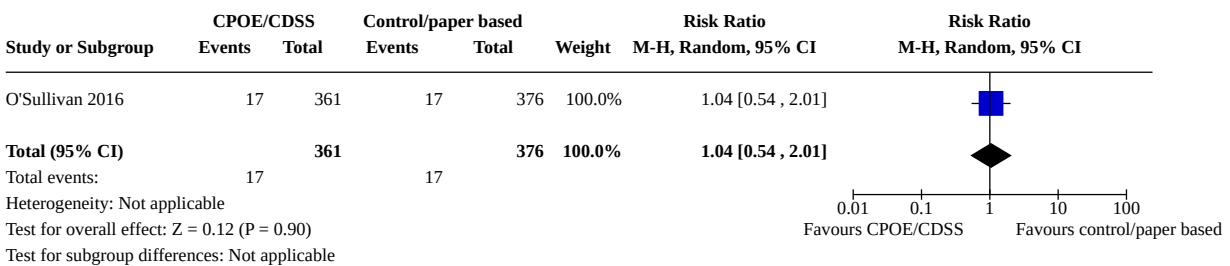 CPOE/CDSS Control/paper based Risk Ratio Risk Ratio
Study or Subgroup Events Total Events Total Weight M-H, Random, 95% CI M-H, Random, 95% CI
O'Sullivan 2016 17 361 17 376 100.0% 1.04 [0.54 , 2.01]
Total (95% CI) 361 376 100.0% 1.04 [0.54 , 2.01]
Total events: 17 17
Heterogeneity: Not applicable
0.01 0.1 1 10 100
Test for overall effect: Z = 0.12 (P = 0.90) Favours CPOE/CDSS Favours control/paper based
Test for subgroup differences: Not applicable